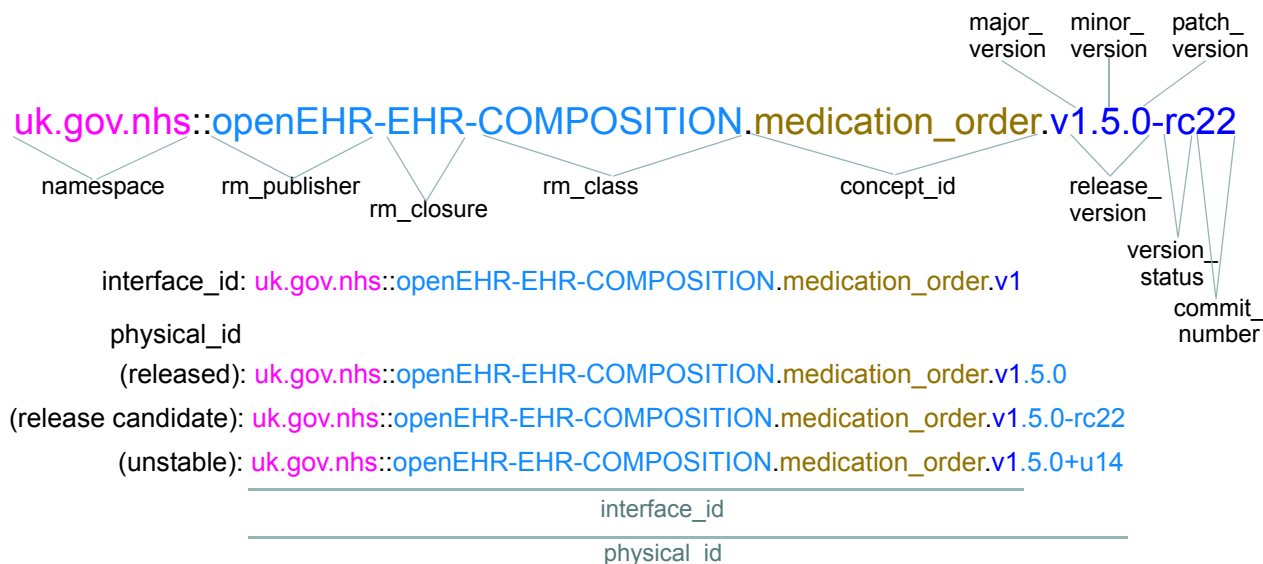 major_
version
minor_
version
patch_
version
uk.gov.nhs::openEHR-EHR-COMPOSITION.medication_order.v1.5.0-rc22
namespace
rm_publisher
rm_closure
rm_class
concept_id
release_
version
version_
status
commit_
number
interface_id: uk.gov.nhs::openEHR-EHR-COMPOSITION.medication_order.v1
physical_id
(released): uk.gov.nhs::openEHR-EHR-COMPOSITION.medication_order.v1.5.0
(release candidate): uk.gov.nhs::openEHR-EHR-COMPOSITION.medication_order.v1.5.0-rc22
(unstable): uk.gov.nhs::openEHR-EHR-COMPOSITION.medication_order.v1.5.0+u14
interface_id
physical_id